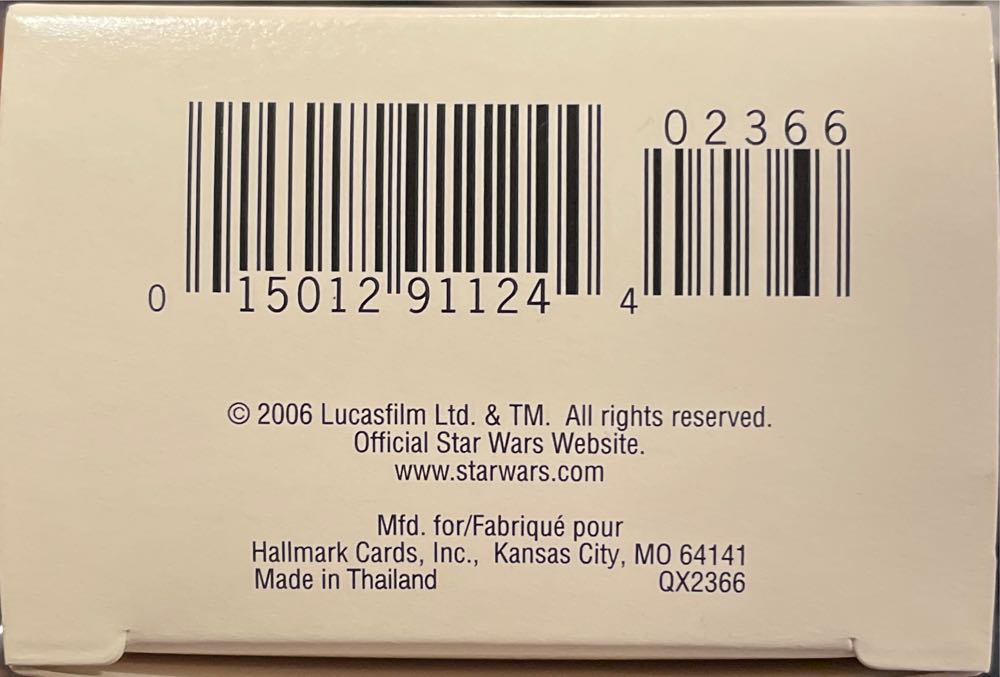 02366
0 15012 91124 4
© 2006 Lucasfilm Ltd. & TM. All rights reserved.
Official Star Wars Website.
www.starwars.com
Mfd. for/Fabriqué pour
Hallmark Cards, Inc., Kansas City, MO 64141
Made in Thailand QX2366